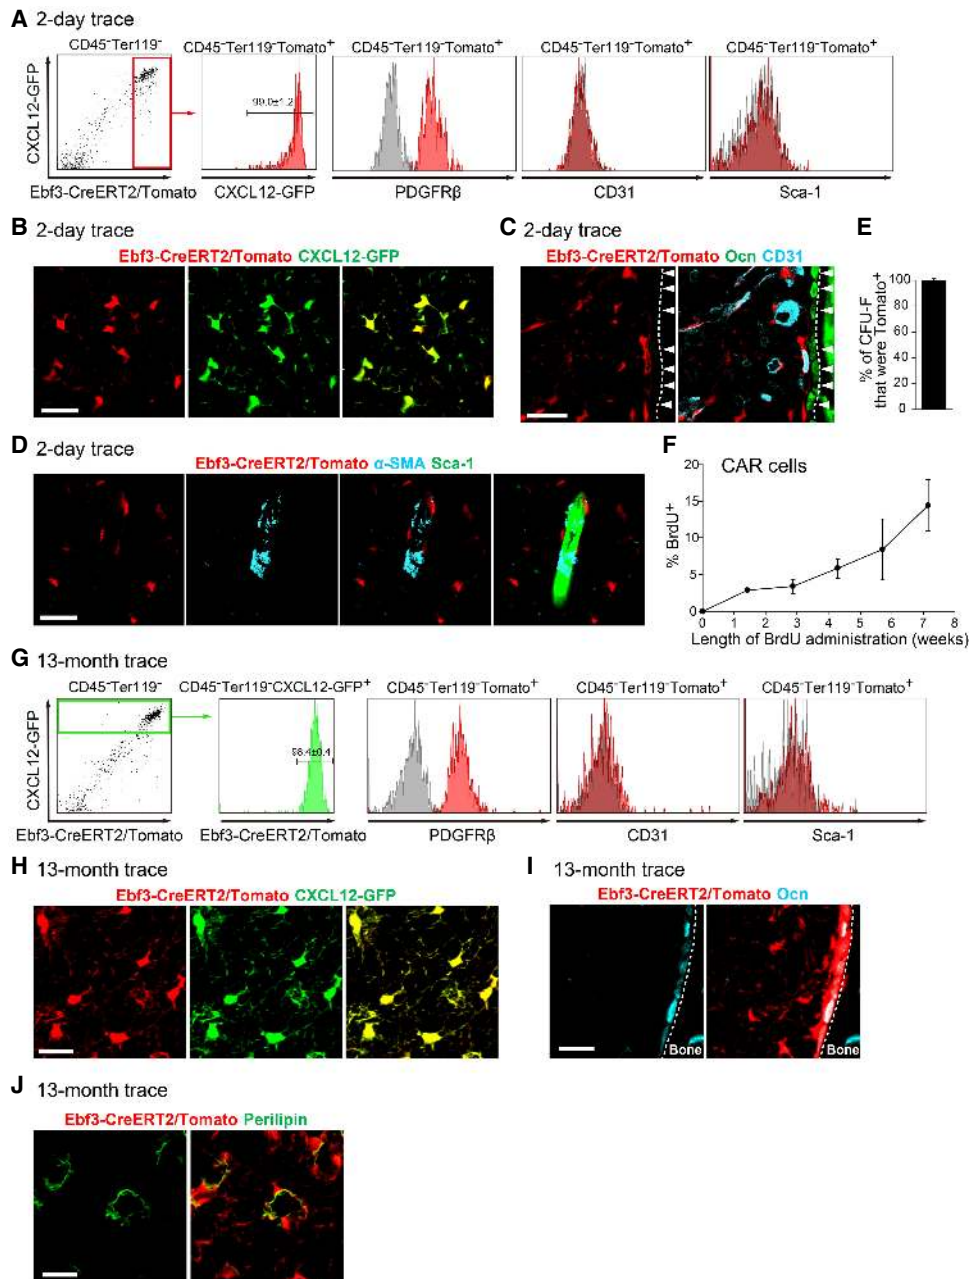 A 2-day trace
CD45⁻Ter119⁻
CD45⁻Ter119⁻Tomato⁺
CD45⁻Ter119⁻Tomato⁺
CD45⁻Ter119⁻Tomato⁺
CD45⁻Ter119⁻Tomato⁺
CXCL12-GFP
99.0±1.2
Ebf3-CreERT2/Tomato
CXCL12-GFP
PDGFRβ
CD31
Sca-1
B 2-day trace
Ebf3-CreERT2/Tomato CXCL12-GFP
C 2-day trace
Ebf3-CreERT2/Tomato Ocn CD31
E
% of CFU-F
that were Tomato⁺
100
80
60
40
20
0
D 2-day trace
Ebf3-CreERT2/Tomato α-SMA Sca-1
F
CAR cells
% BrdU⁺
20
15
10
5
0
0 1 2 3 4 5 6 7 8
Length of BrdU administration (weeks)
G 13-month trace
CD45⁻Ter119⁻
CD45⁻Ter119⁻CXCL12-GFP⁺
CD45⁻Ter119⁻Tomato⁺
CD45⁻Ter119⁻Tomato⁺
CD45⁻Ter119⁻Tomato⁺
CXCL12-GFP
98.4±0.4
Ebf3-CreERT2/Tomato
Ebf3-CreERT2/Tomato
PDGFRβ
CD31
Sca-1
H 13-month trace
Ebf3-CreERT2/Tomato CXCL12-GFP
I 13-month trace
Ebf3-CreERT2/Tomato Ocn
Bone
Bone
J 13-month trace
Ebf3-CreERT2/Tomato Perilipin